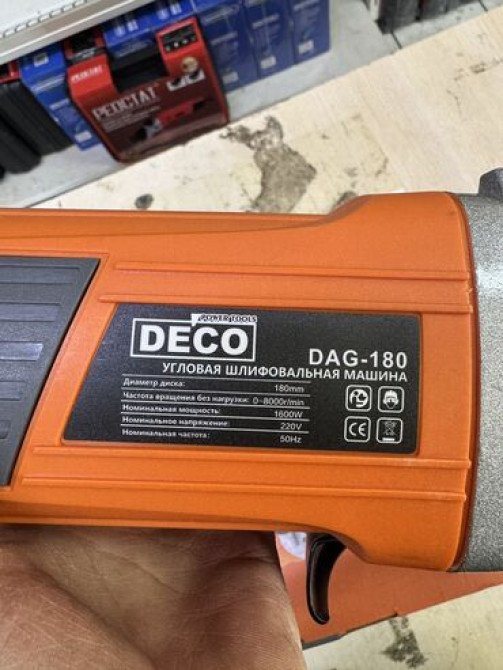 РЕОСТАТ
POWER TOOLS
DECO
DAG-180
УГЛОВАЯ ШЛИФОВАЛЬНАЯ МАШИНА
Диаметр диска: 180mm
Частота вращения без нагрузки: 0~8000r/min
Номинальная мощность: 1600W
Номинальное напряжение: 220V
Номинальная частота: 50Hz
CE